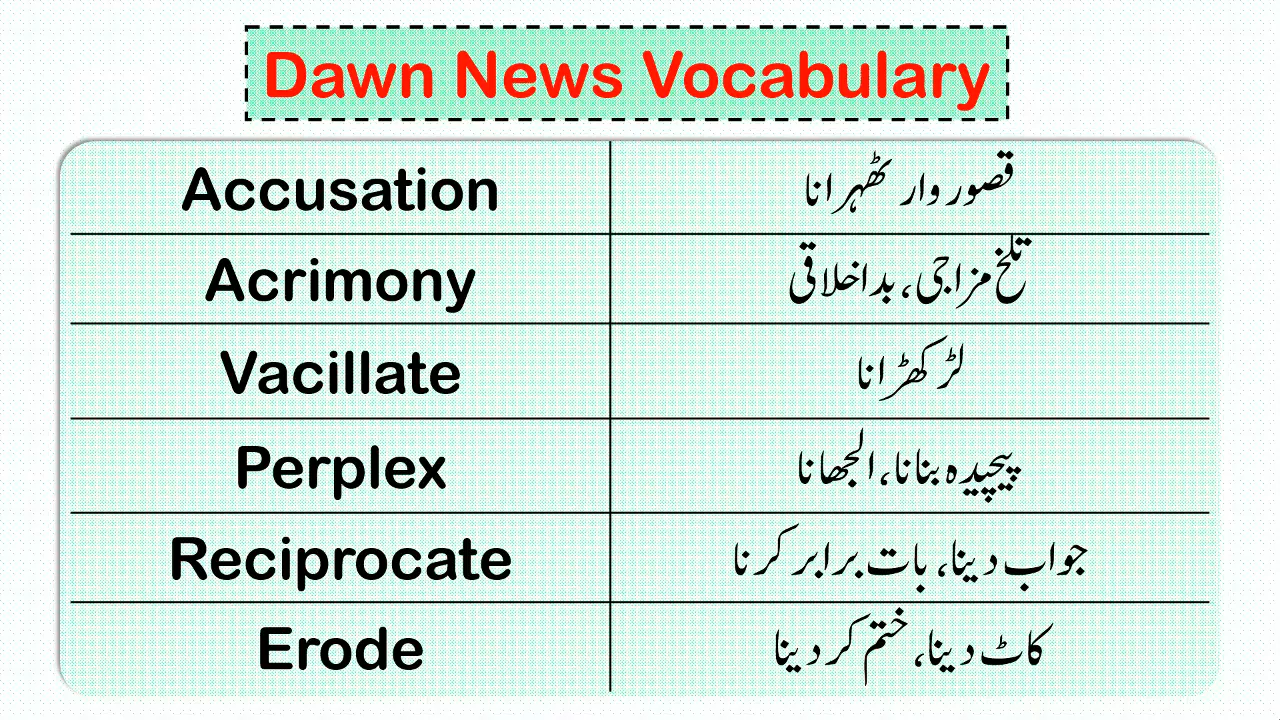 Dawn News Vocabulary
Accusation قصور وار ٹھہرانا
Acrimony تلخ مزاجی، بداخلاقی
Vacillate لڑکھڑانا
Perplex پیچیدہ بنانا، الجھانا
Reciprocate جواب دینا، بات برابر کرنا
Erode کاٹ دینا، ختم کر دینا